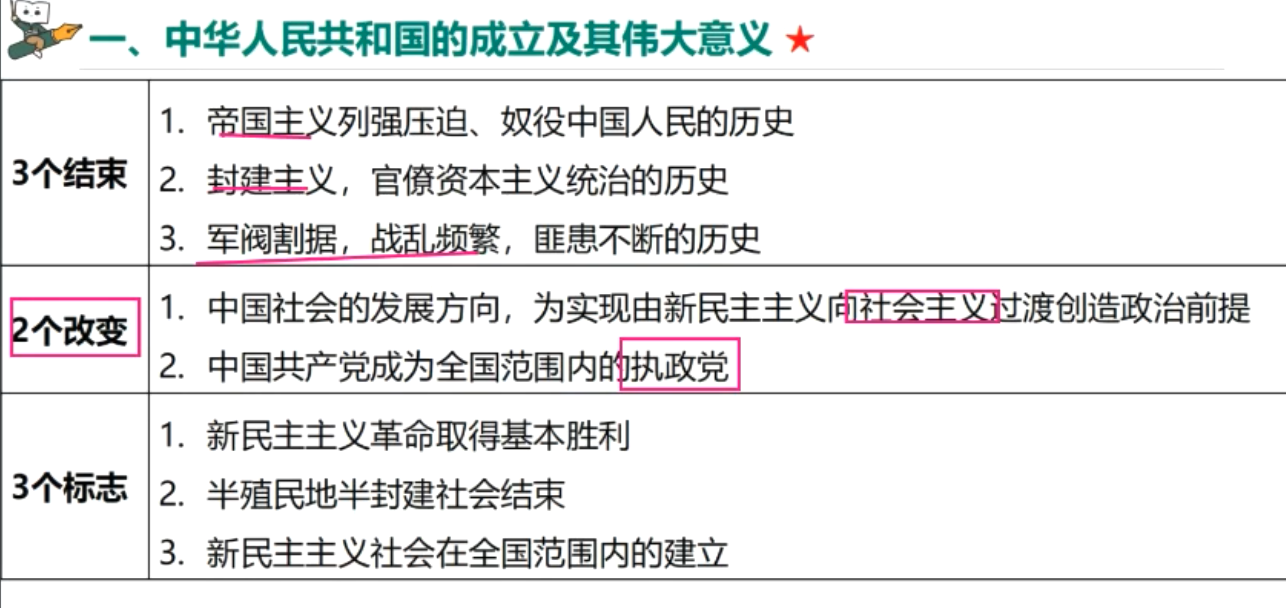 一、中华人民共和国的成立及其伟大意义
3个结束
1. 帝国主义列强压迫、奴役中国人民的历史
2. 封建主义，官僚资本主义统治的历史
3. 军阀割据，战乱频繁，匪患不断的历史
2个改变
1. 中国社会的发展方向，为实现由新民主主义向社会主义过渡创造政治前提
2. 中国共产党成为全国范围内的执政党
3个标志
1. 新民主主义革命取得基本胜利
2. 半殖民地半封建社会结束
3. 新民主主义社会在全国范围内的建立